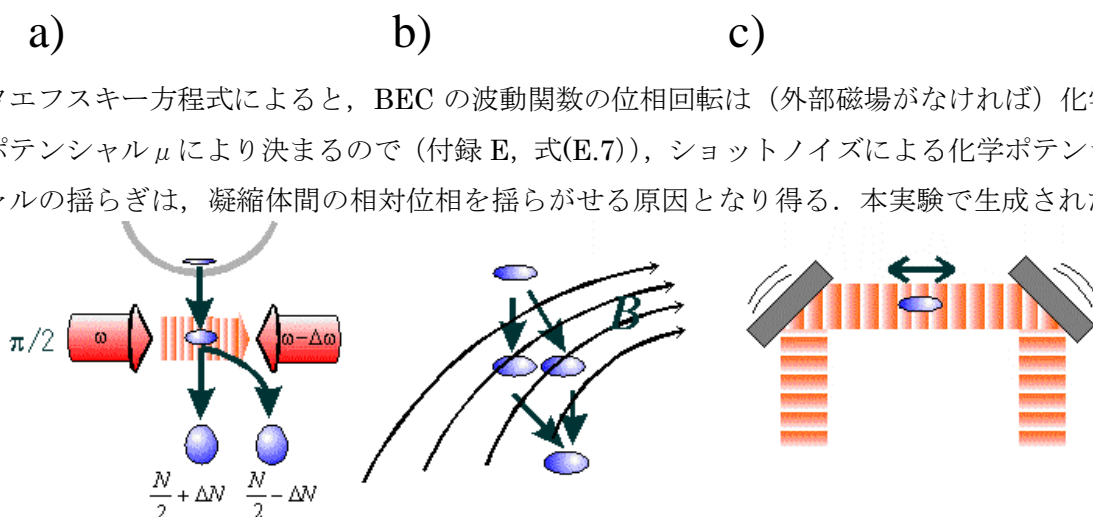 a) b) c)
タエフスキー方程式によると，BEC の波動関数の位相回転は（外部磁場がなければ）化学
ポテンシャル μ により決まるので（付録 E，式(E.7)），ショットノイズによる化学ポテン
ャルの揺らぎは，凝縮体間の相対位相を揺らがせる原因となり得る．本実験で生成された
B
π/2 ω ω−Δω
N/2 + ΔN N/2 − ΔN